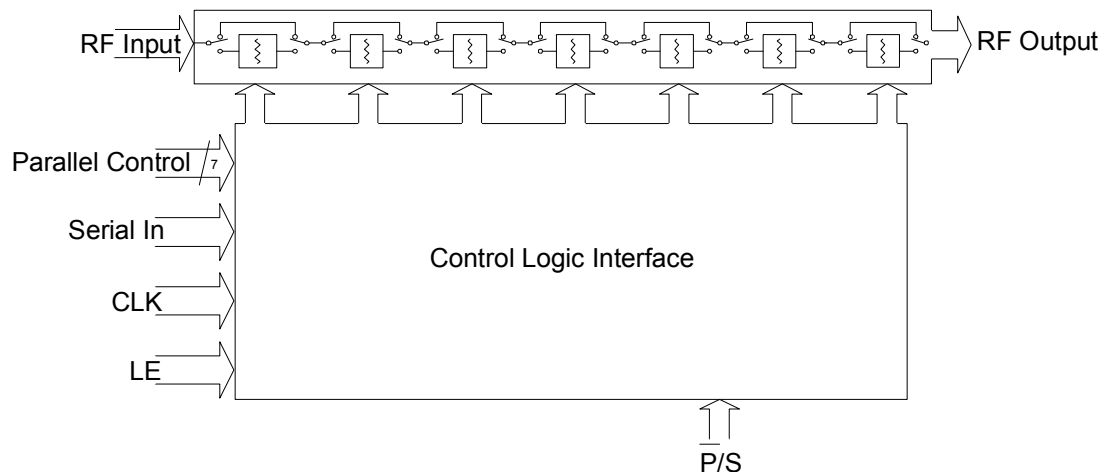 RF Input
RF Output
Parallel Control
7
Serial In
Control Logic Interface
CLK
LE
P̅/S